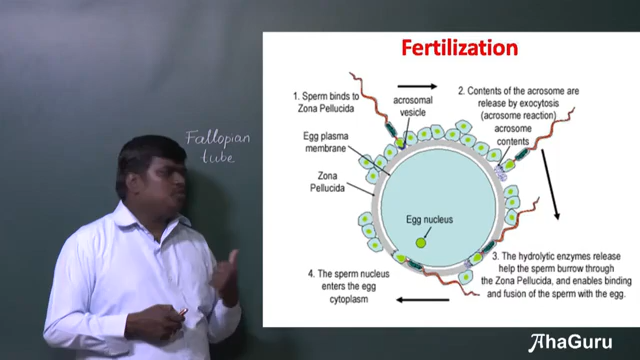 Fertilization
Fallopian
tube
1. Sperm binds to
Zona Pellucida
acrosomal
vesicle
2. Contents of the acrosome are
release by exocytosis
(acrosome reaction)
acrosome
contents
Egg plasma
membrane
Zona
Pellucida
Egg nucleus
3. The hydrolytic enzymes release
help the sperm burrow through
the Zona Pellucida, and enables binding
and fusion of the sperm with the egg.
4. The sperm nucleus
enters the egg
cytoplasm
AhaGuru